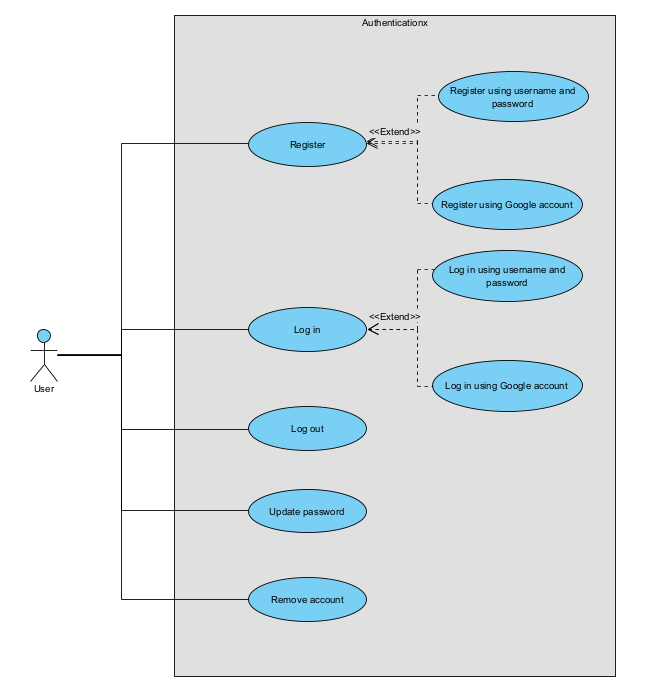 Authenticationx
Register using username and
password
<<Extend>>
Register
Register using Google account
Log in using username and
password
<<Extend>>
Log in
User
Log in using Google account
Log out
Update password
Remove account